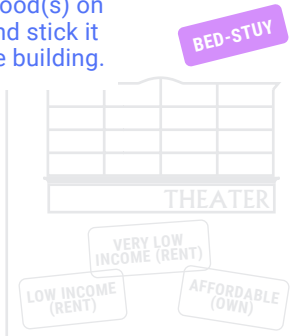 ood(s) on
nd stick it
e building.
BED-STUY
THEATER
VERY LOW
INCOME (RENT)
LOW INCOME
(RENT)
AFFORDABLE
(OWN)